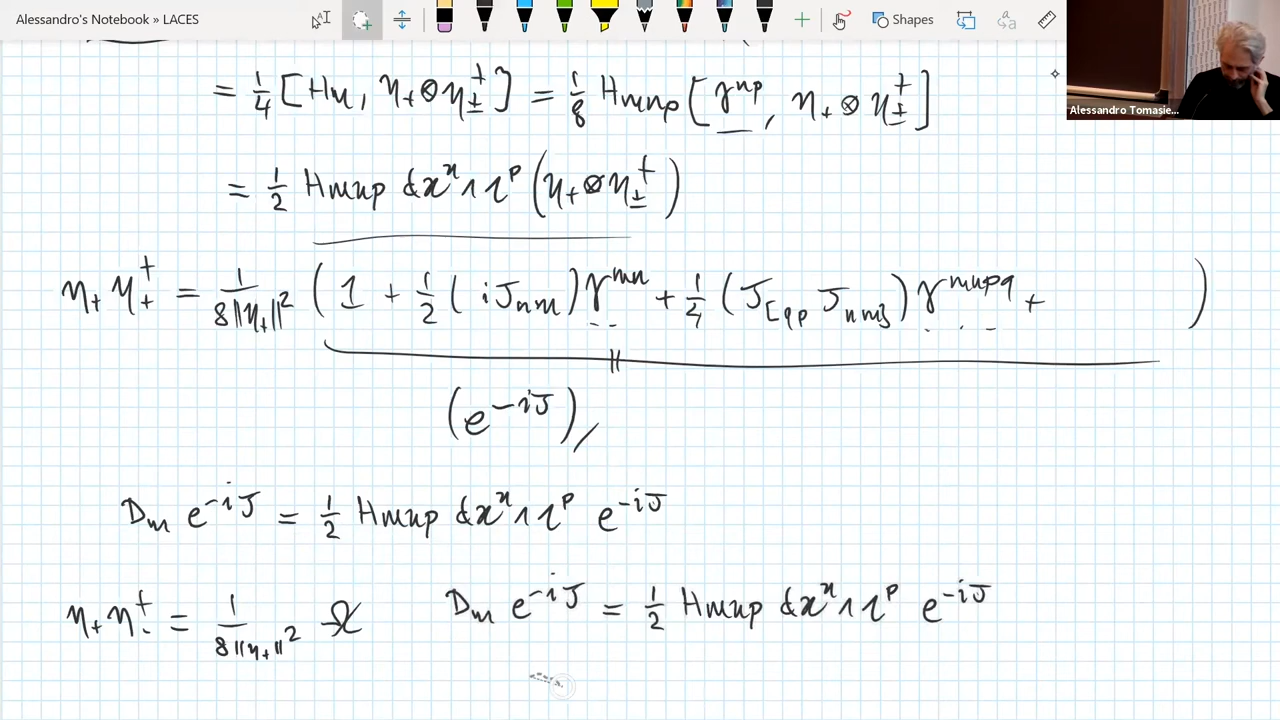 Alessandro's Notebook » LACES
Shapes
Alessandro Tomasie...
= 1/4 [H_m, η_+ ⊗ η_±^†] = 1/8 H_mnp [γ^np, η_+ ⊗ η_±^†]
= 1/2 H_mnp dx^n ∧ ι^p (η_+ ⊗ η_±^†)
η_+ η_+^† = 1/(8||η_+||^2) (1 + 1/2 (i J_nm) γ^mn + 1/4 (J_[qp J_nm]) γ^mnpq + )
||
(e^-iJ)/
D_m e^-iJ = 1/2 H_mnp dx^n ∧ ι^p e^-iJ
η_+ η_-^† = 1/(8||η_+||^2) Ω D_m e^-iJ = 1/2 H_mnp dx^n ∧ ι^p e^-iJ